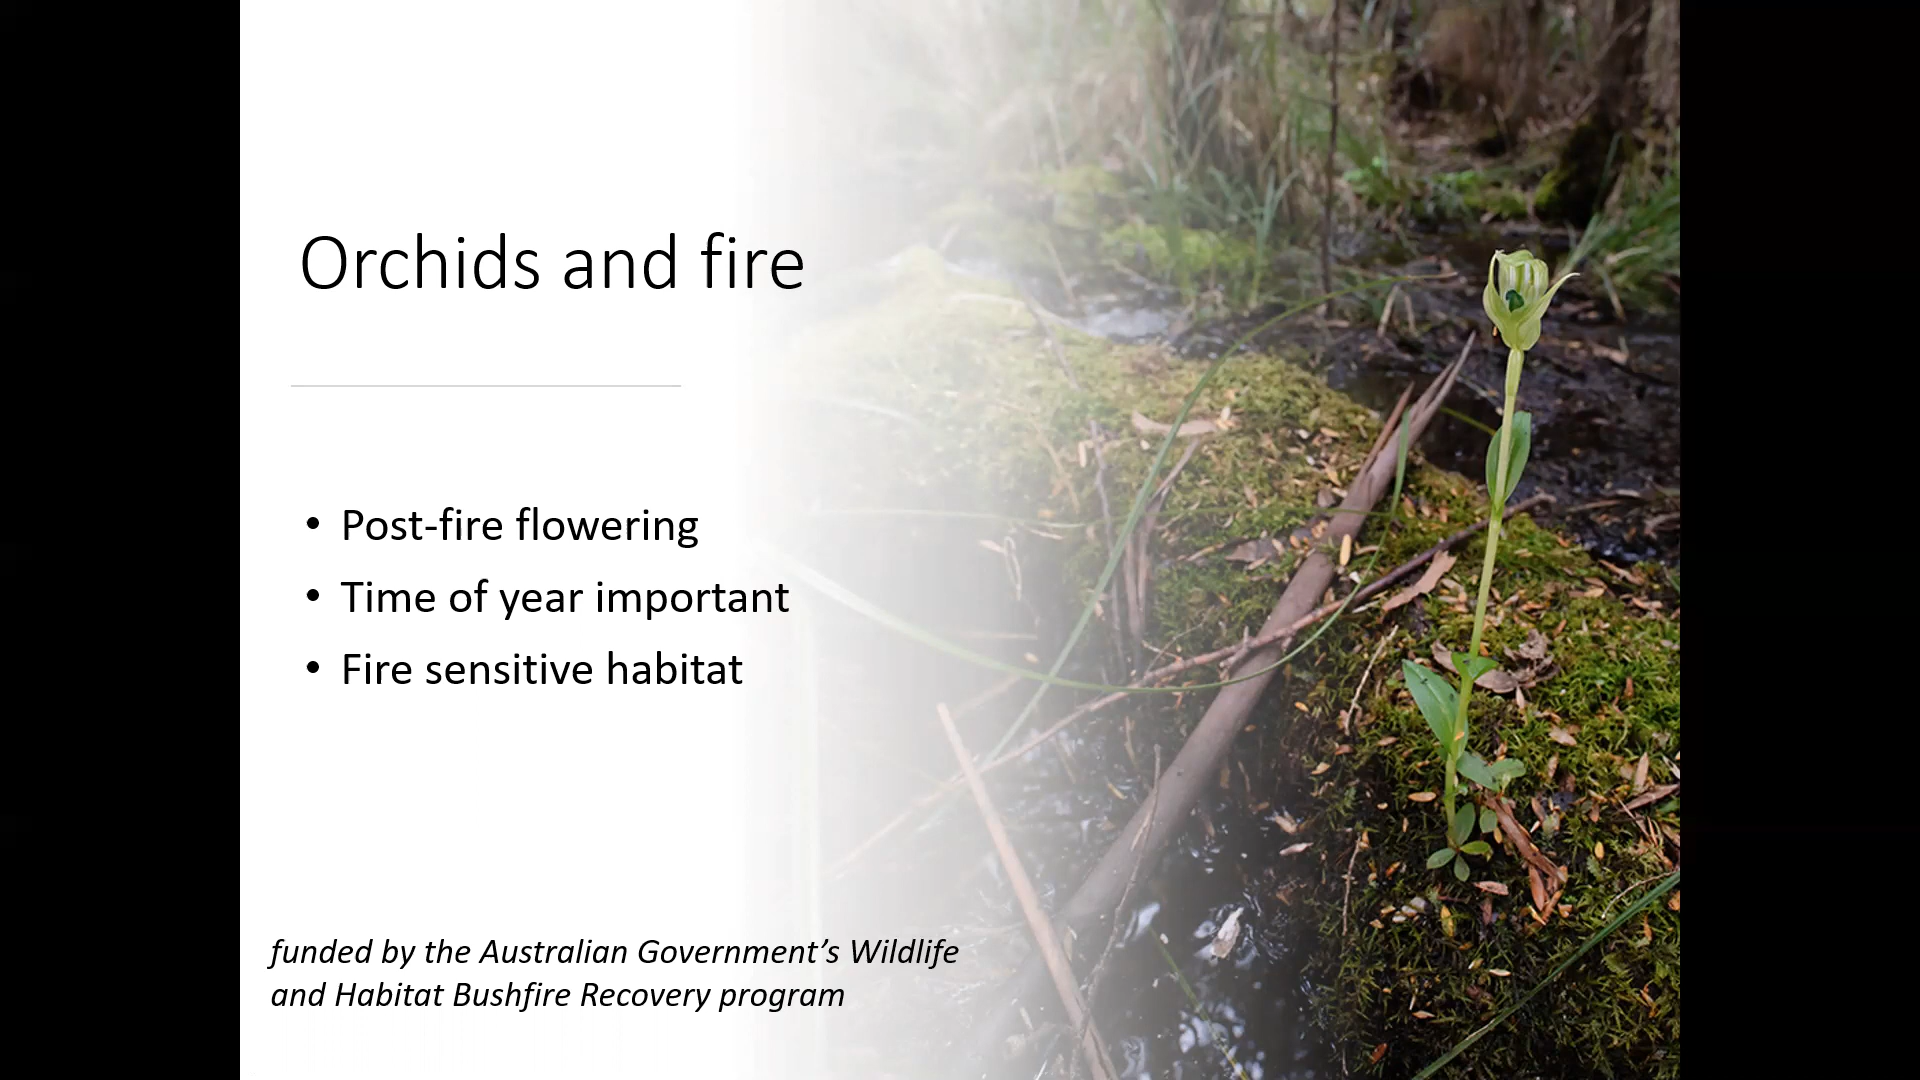 Orchids and fire
• Post-fire flowering
• Time of year important
• Fire sensitive habitat
funded by the Australian Government’s Wildlife
and Habitat Bushfire Recovery program